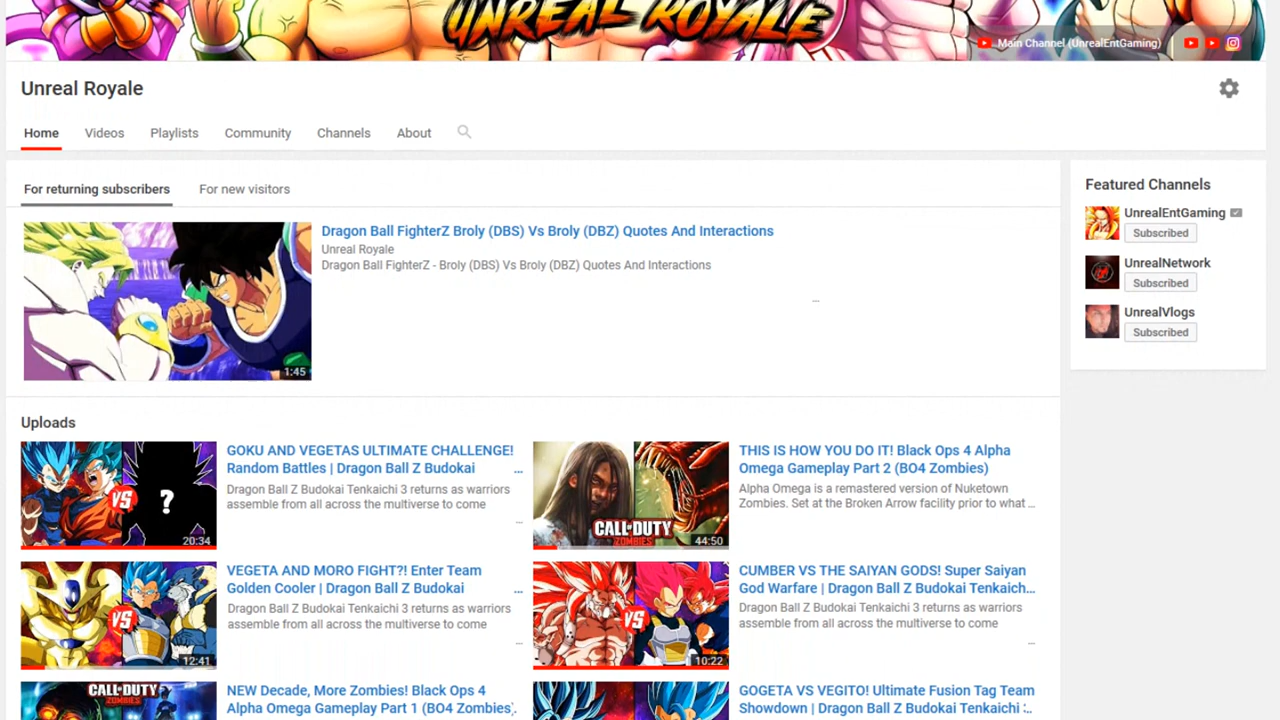 UNREAL ROYALE
Main Channel (UnrealEntGaming)
Unreal Royale
Home
Videos
Playlists
Community
Channels
About
For returning subscribers
For new visitors
Featured Channels
UnrealEntGaming
Subscribed
UnrealNetwork
Subscribed
UnrealVlogs
Subscribed
Dragon Ball FighterZ Broly (DBS) Vs Broly (DBZ) Quotes And Interactions
Unreal Royale
Dragon Ball FighterZ - Broly (DBS) Vs Broly (DBZ) Quotes And Interactions
1:45
Uploads
VS
?
20:34
GOKU AND VEGETAS ULTIMATE CHALLENGE!
Random Battles | Dragon Ball Z Budokai ...
Dragon Ball Z Budokai Tenkaichi 3 returns as warriors
assemble from all across the multiverse to come
...
CALL OF DUTY
ZOMBIES
44:50
THIS IS HOW YOU DO IT! Black Ops 4 Alpha
Omega Gameplay Part 2 (BO4 Zombies)
Alpha Omega is a remastered version of Nuketown
Zombies. Set at the Broken Arrow facility prior to what ...
VS
12:41
VEGETA AND MORO FIGHT?! Enter Team
Golden Cooler | Dragon Ball Z Budokai ...
Dragon Ball Z Budokai Tenkaichi 3 returns as warriors
assemble from all across the multiverse to come
...
VS
10:22
CUMBER VS THE SAIYAN GODS! Super Saiyan
God Warfare | Dragon Ball Z Budokai Tenkaich...
Dragon Ball Z Budokai Tenkaichi 3 returns as warriors
assemble from all across the multiverse to come
...
CALL OF DUTY
ZOMBIES
NEW Decade, More Zombies! Black Ops 4
Alpha Omega Gameplay Part 1 (BO4 Zombies).
GOGETA VS VEGITO! Ultimate Fusion Tag Team
Showdown | Dragon Ball Z Budokai Tenkaichi :..